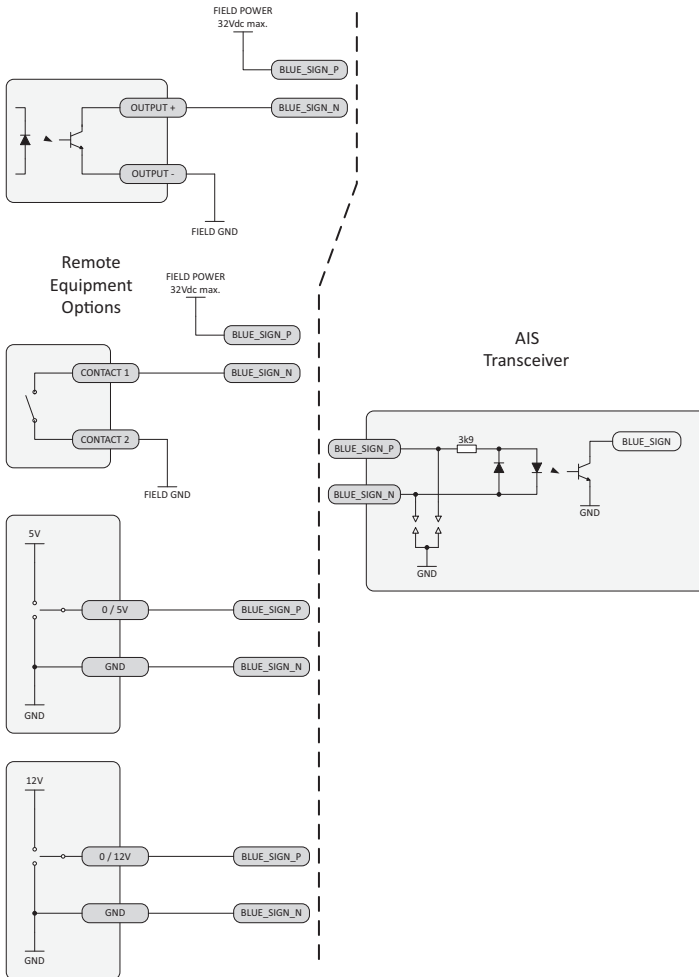 FIELD POWER
32Vdc max.
BLUE_SIGN_P
OUTPUT +
BLUE_SIGN_N
OUTPUT -
FIELD GND
Remote
Equipment
Options
FIELD POWER
32Vdc max.
BLUE_SIGN_P
CONTACT 1
BLUE_SIGN_N
CONTACT 2
FIELD GND
5V
0 / 5V
BLUE_SIGN_P
GND
BLUE_SIGN_N
GND
12V
0 / 12V
BLUE_SIGN_P
GND
BLUE_SIGN_N
GND
AIS
Transceiver
BLUE_SIGN_P
3k9
BLUE_SIGN
BLUE_SIGN_N
GND
GND